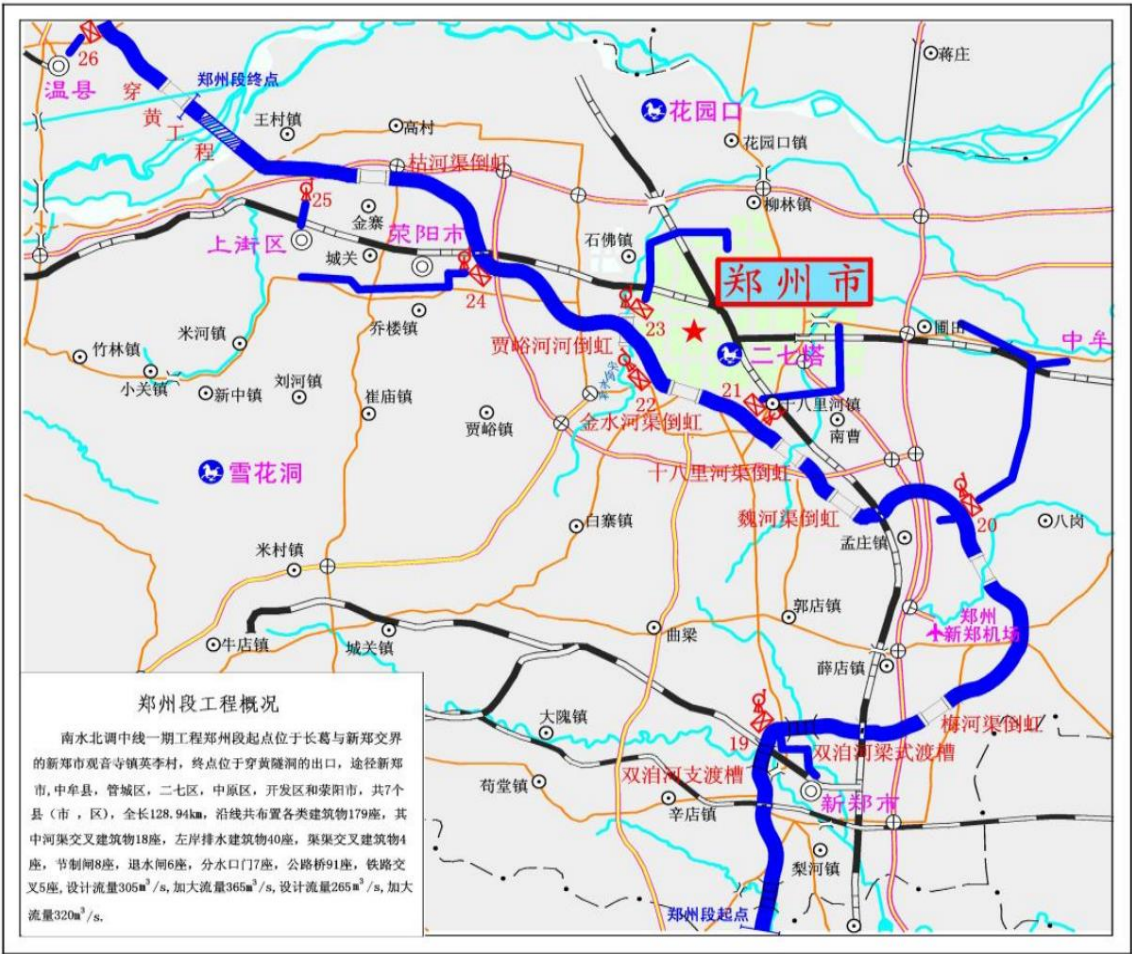 26
温县
穿
黄
工
程
郑州段终点
王村镇
高村
枯河渠倒虹
花园口
花园口镇
蒋庄
柳林镇
25
金寨
上街区
城关
荥阳市
24
石佛镇
郑州市
23
乔楼镇
米河镇
竹林镇
小关镇
新中镇
刘河镇
崔庙镇
贾峪镇
贾峪河河倒虹
22
二七塔
圃田
中牟
21
十八里河镇
南曹
金水河渠倒虹
十八里河渠倒虹
魏河渠倒虹
雪花洞
20
八岗
孟庄镇
白寨镇
米村镇
牛店镇
城关镇
曲梁
郭店镇
郑州
新郑机场
薛店镇
梅河渠倒虹
大隗镇
19
双洎河梁式渡槽
双洎河支渡槽
新郑市
苟堂镇
辛店镇
梨河镇
郑州段起点
郑州段工程概况
南水北调中线一期工程郑州段起点位于长葛与新郑交界
的新郑市观音寺镇英李村，终点位于穿黄隧洞的出口，途径新郑
市,中牟县，管城区，二七区，中原区，开发区和荥阳市，共7个
县（市 ，区），全长128.94km，沿线共布置各类建筑物179座，其
中河渠交叉建筑物18座，左岸排水建筑物40座，渠渠交叉建筑物4
座，节制闸8座，退水闸6座，分水口门7座，公路桥91座，铁路交
叉5座,设计流量305m³/s,加大流量365m³/s,设计流量265m³/s,加大
流量320m³/s.